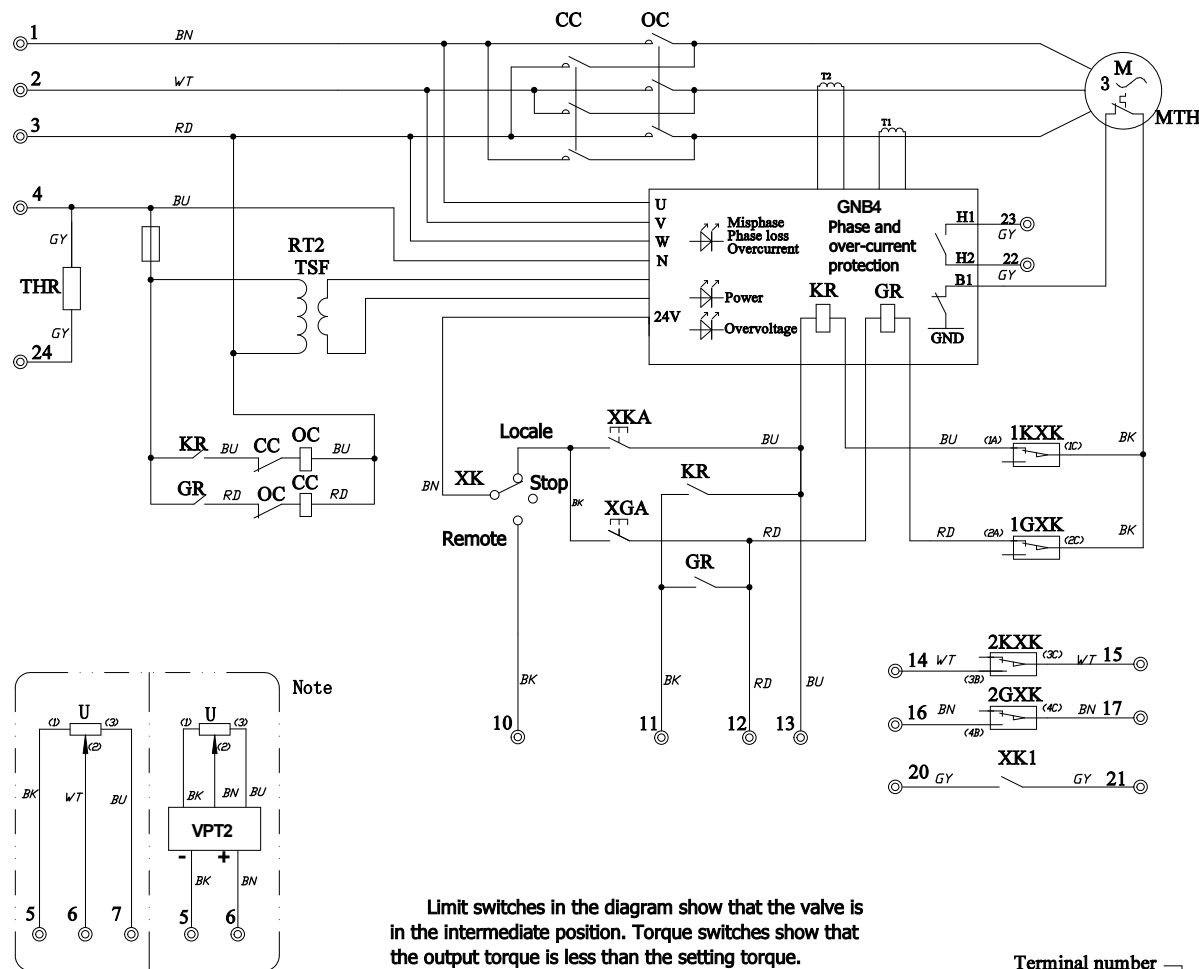 CC OC
1 BN
2 WT
3 RD
T2
T1
M
3
MTH
4 BU
U
V
W
N
24V
Misphase
Phase loss
Overcurrent
Power
Overvoltage
GNB4
Phase and
over-current
protection
KR GR
H1 23
GY
H2 22
GY
B1
GND
GY
THR
GY
24
RT2
TSF
KR BU CC OC BU
GR RD OC CC RD
XKA
Locale
BU
BN XK
Stop
BK
KR
XGA
Remote
RD
GR
BU (1A) 1KXK (1C) BK
RD (2A) 1GXK (2C) BK
BK BK RD BU
10 11 12 13
14 WT (3B) 2KXK (3C) WT 15
16 BN (4B) 2GXK (4C) BN 17
XK1
20 GY GY 21
Note
(1) U (3)
(2)
BK WT BU
5 6 7
(1) U (3)
(2)
BK BN BU
VPT2
- +
BK BN
5 6
Limit switches in the diagram show that the valve is
in the intermediate position. Torque switches show that
the output torque is less than the setting torque.
Terminal number